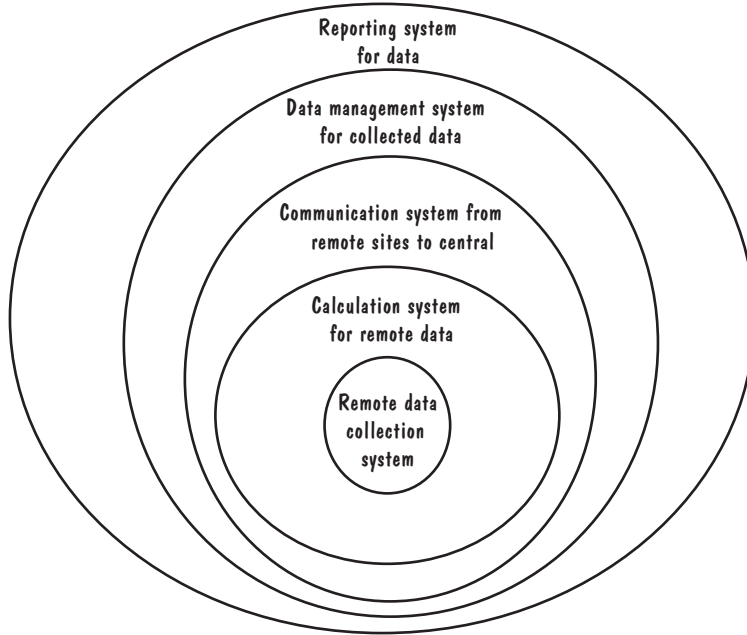 Reporting system
for data
Data management system
for collected data
Communication system from
remote sites to central
Calculation system
for remote data
Remote data
collection
system